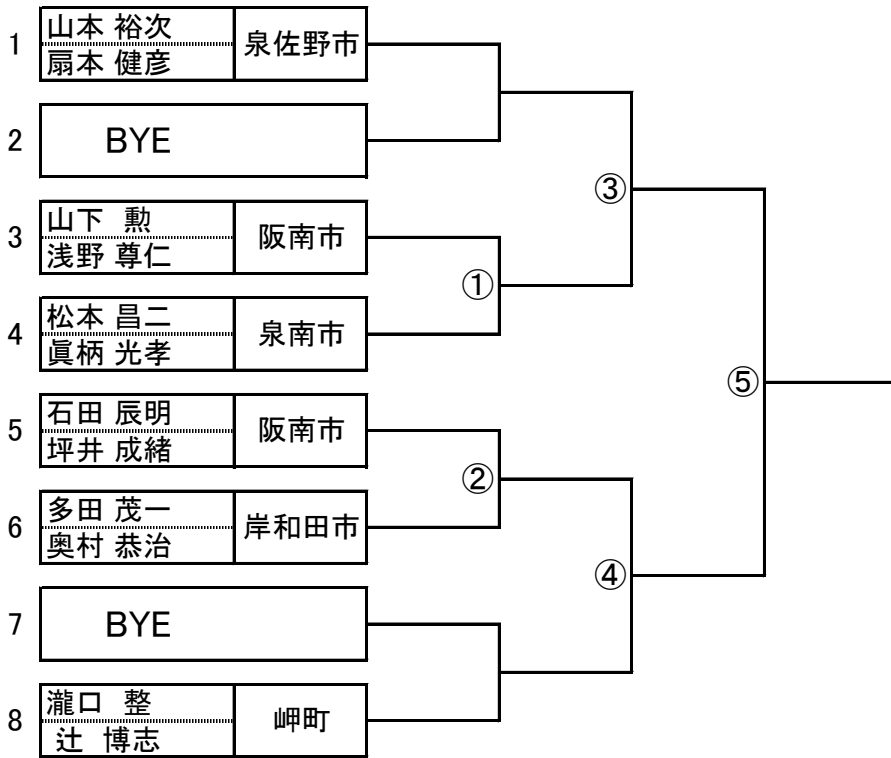 1 山本 裕次 泉佐野市
扇本 健彦
2 BYE
③
3 山下 勲 阪南市
浅野 尊仁
①
4 松本 昌二 泉南市
眞柄 光孝
⑤
5 石田 辰明 阪南市
坪井 成緒
②
6 多田 茂一 岸和田市
奥村 恭治
④
7 BYE
8 瀧口 整 岬町
辻 博志